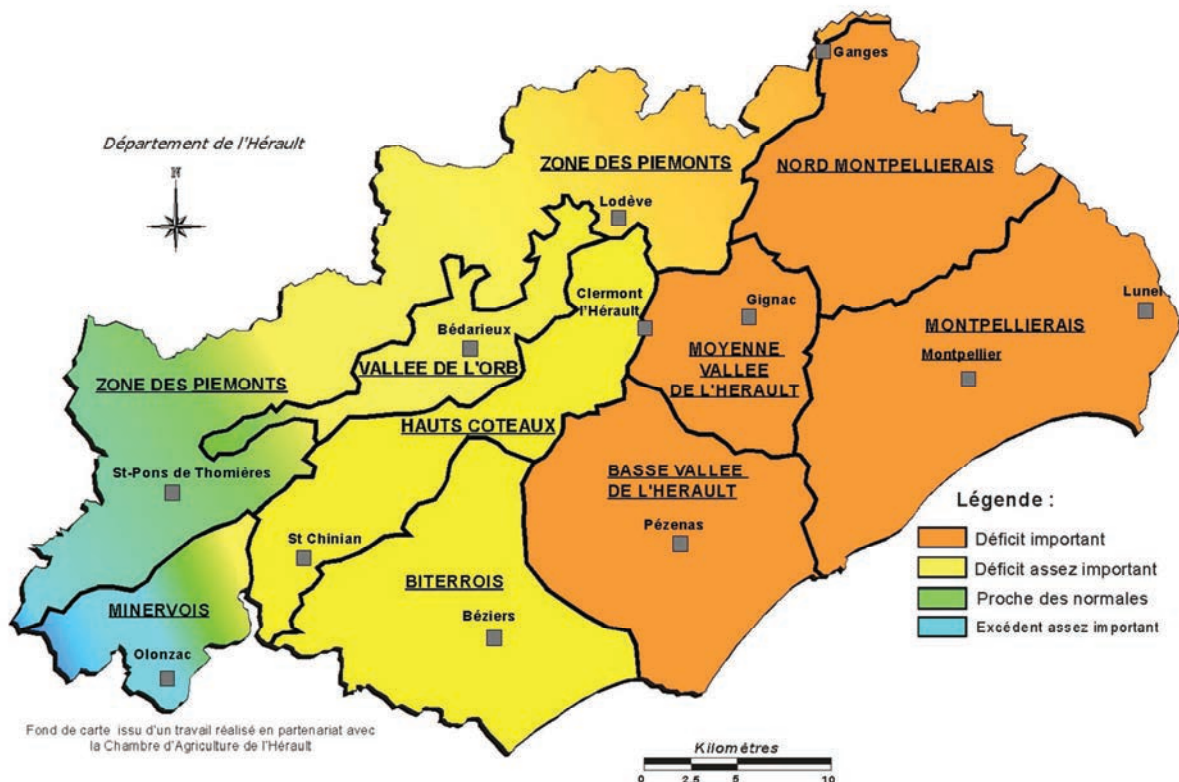 Département de l'Hérault
N
Ganges
ZONE DES PIEMONTS
NORD MONTPELLIERAIS
Lodève
Clermont
l'Hérault
Gignac
Lunel
Bédarieux
MONTPELLIERAIS
MOYENNE
VALLEE
DE L'HERAULT
Montpellier
VALLEE DE L'ORB
ZONE DES PIEMONTS
HAUTS COTEAUX
St-Pons de Thomières
BASSE VALLEE
DE L'HERAULT
Pézenas
St Chinian
BITERROIS
Béziers
MINERVOIS
Olonzac
Légende :
Déficit important
Déficit assez important
Proche des normales
Excédent assez important
Fond de carte issu d'un travail réalisé en partenariat avec
la Chambre d'Agriculture de l'Hérault
Kilomètres
0 2.5 5 10